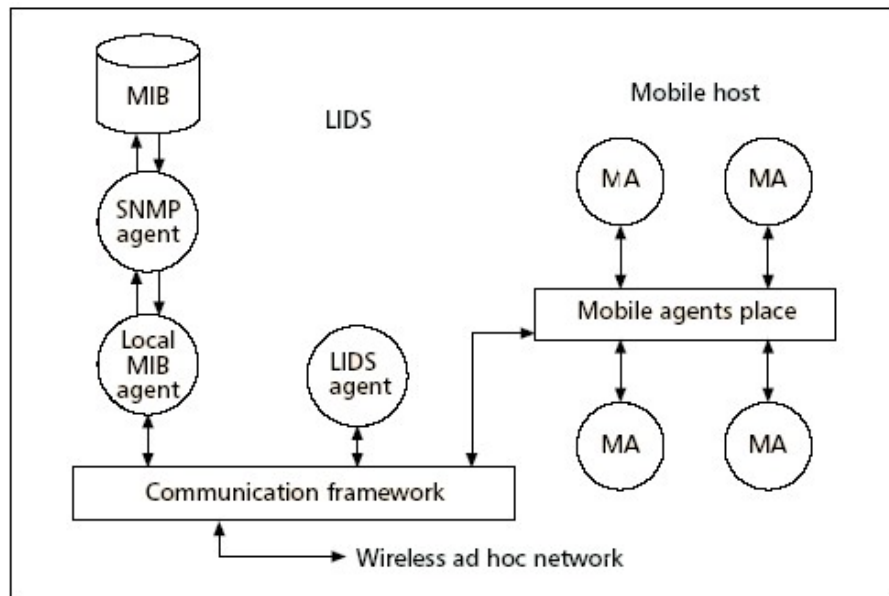 MIB
LIDS
Mobile host
MA
MA
SNMP
agent
Mobile agents place
Local
MIB
agent
LIDS
agent
MA
MA
Communication framework
Wireless ad hoc network